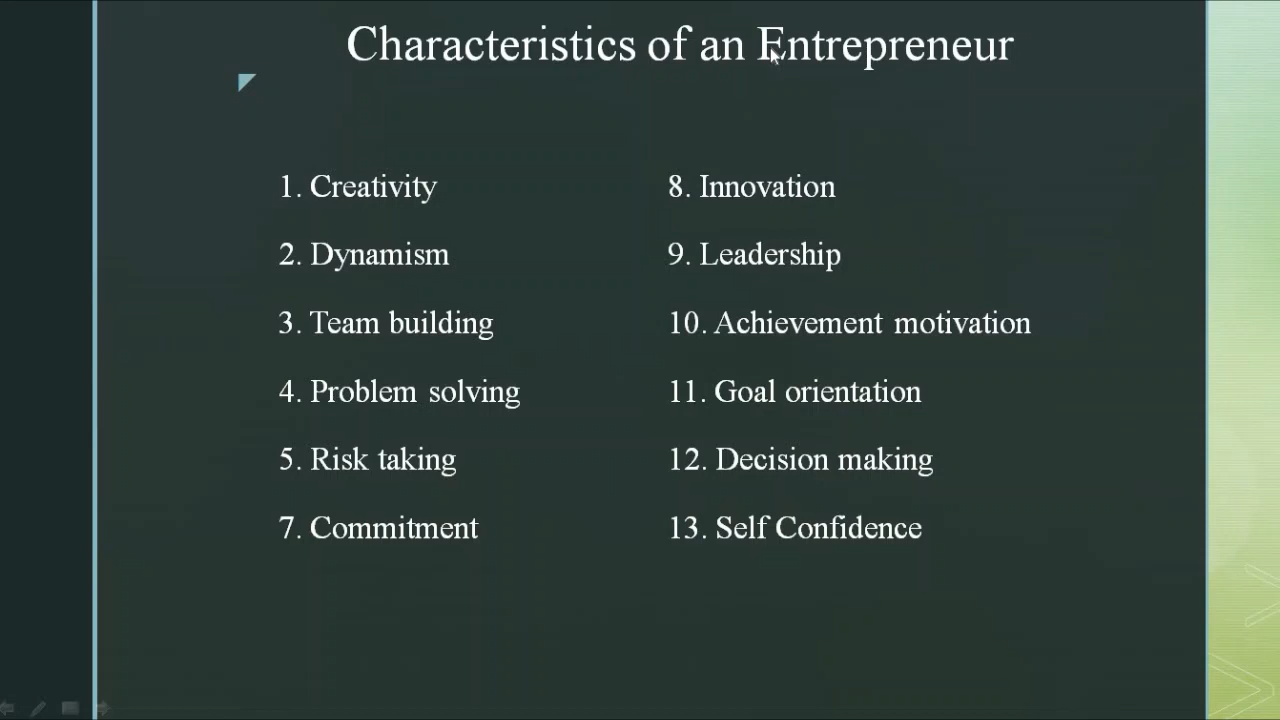 Characteristics of an Entrepreneur
1. Creativity
2. Dynamism
3. Team building
4. Problem solving
5. Risk taking
7. Commitment
8. Innovation
9. Leadership
10. Achievement motivation
11. Goal orientation
12. Decision making
13. Self Confidence